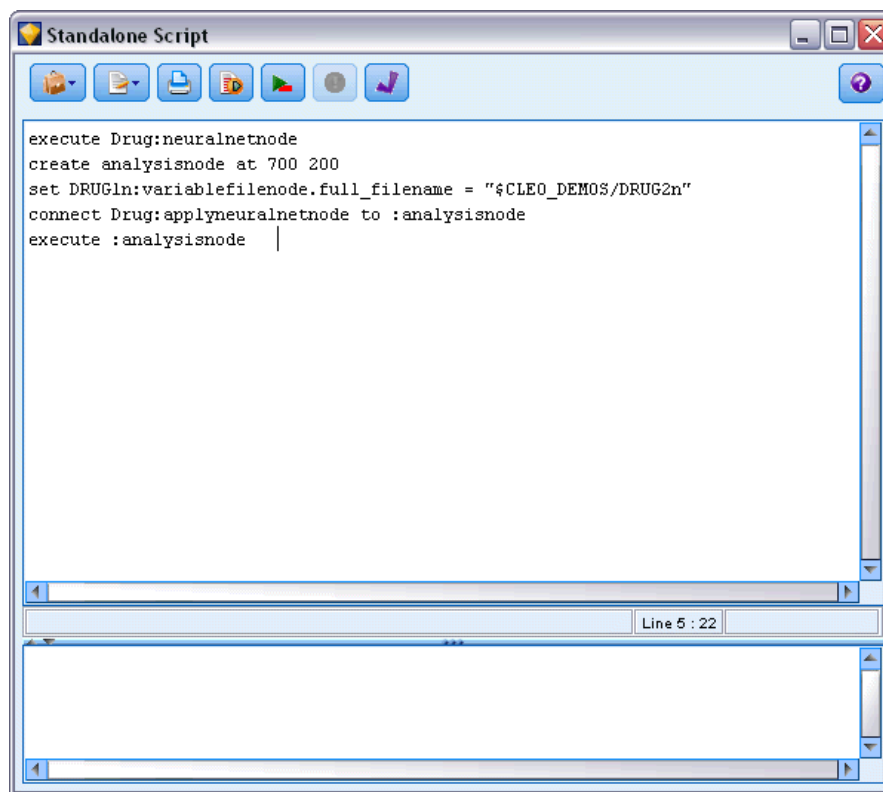 Standalone Script
execute Drug:neuralnetnode
create analysisnode at 700 200
set DRUG1n:variablefilenode.full_filename = "$CLEO_DEMOS/DRUG2n"
connect Drug:applyneuralnetnode to :analysisnode
execute :analysisnode
Line 5 : 22